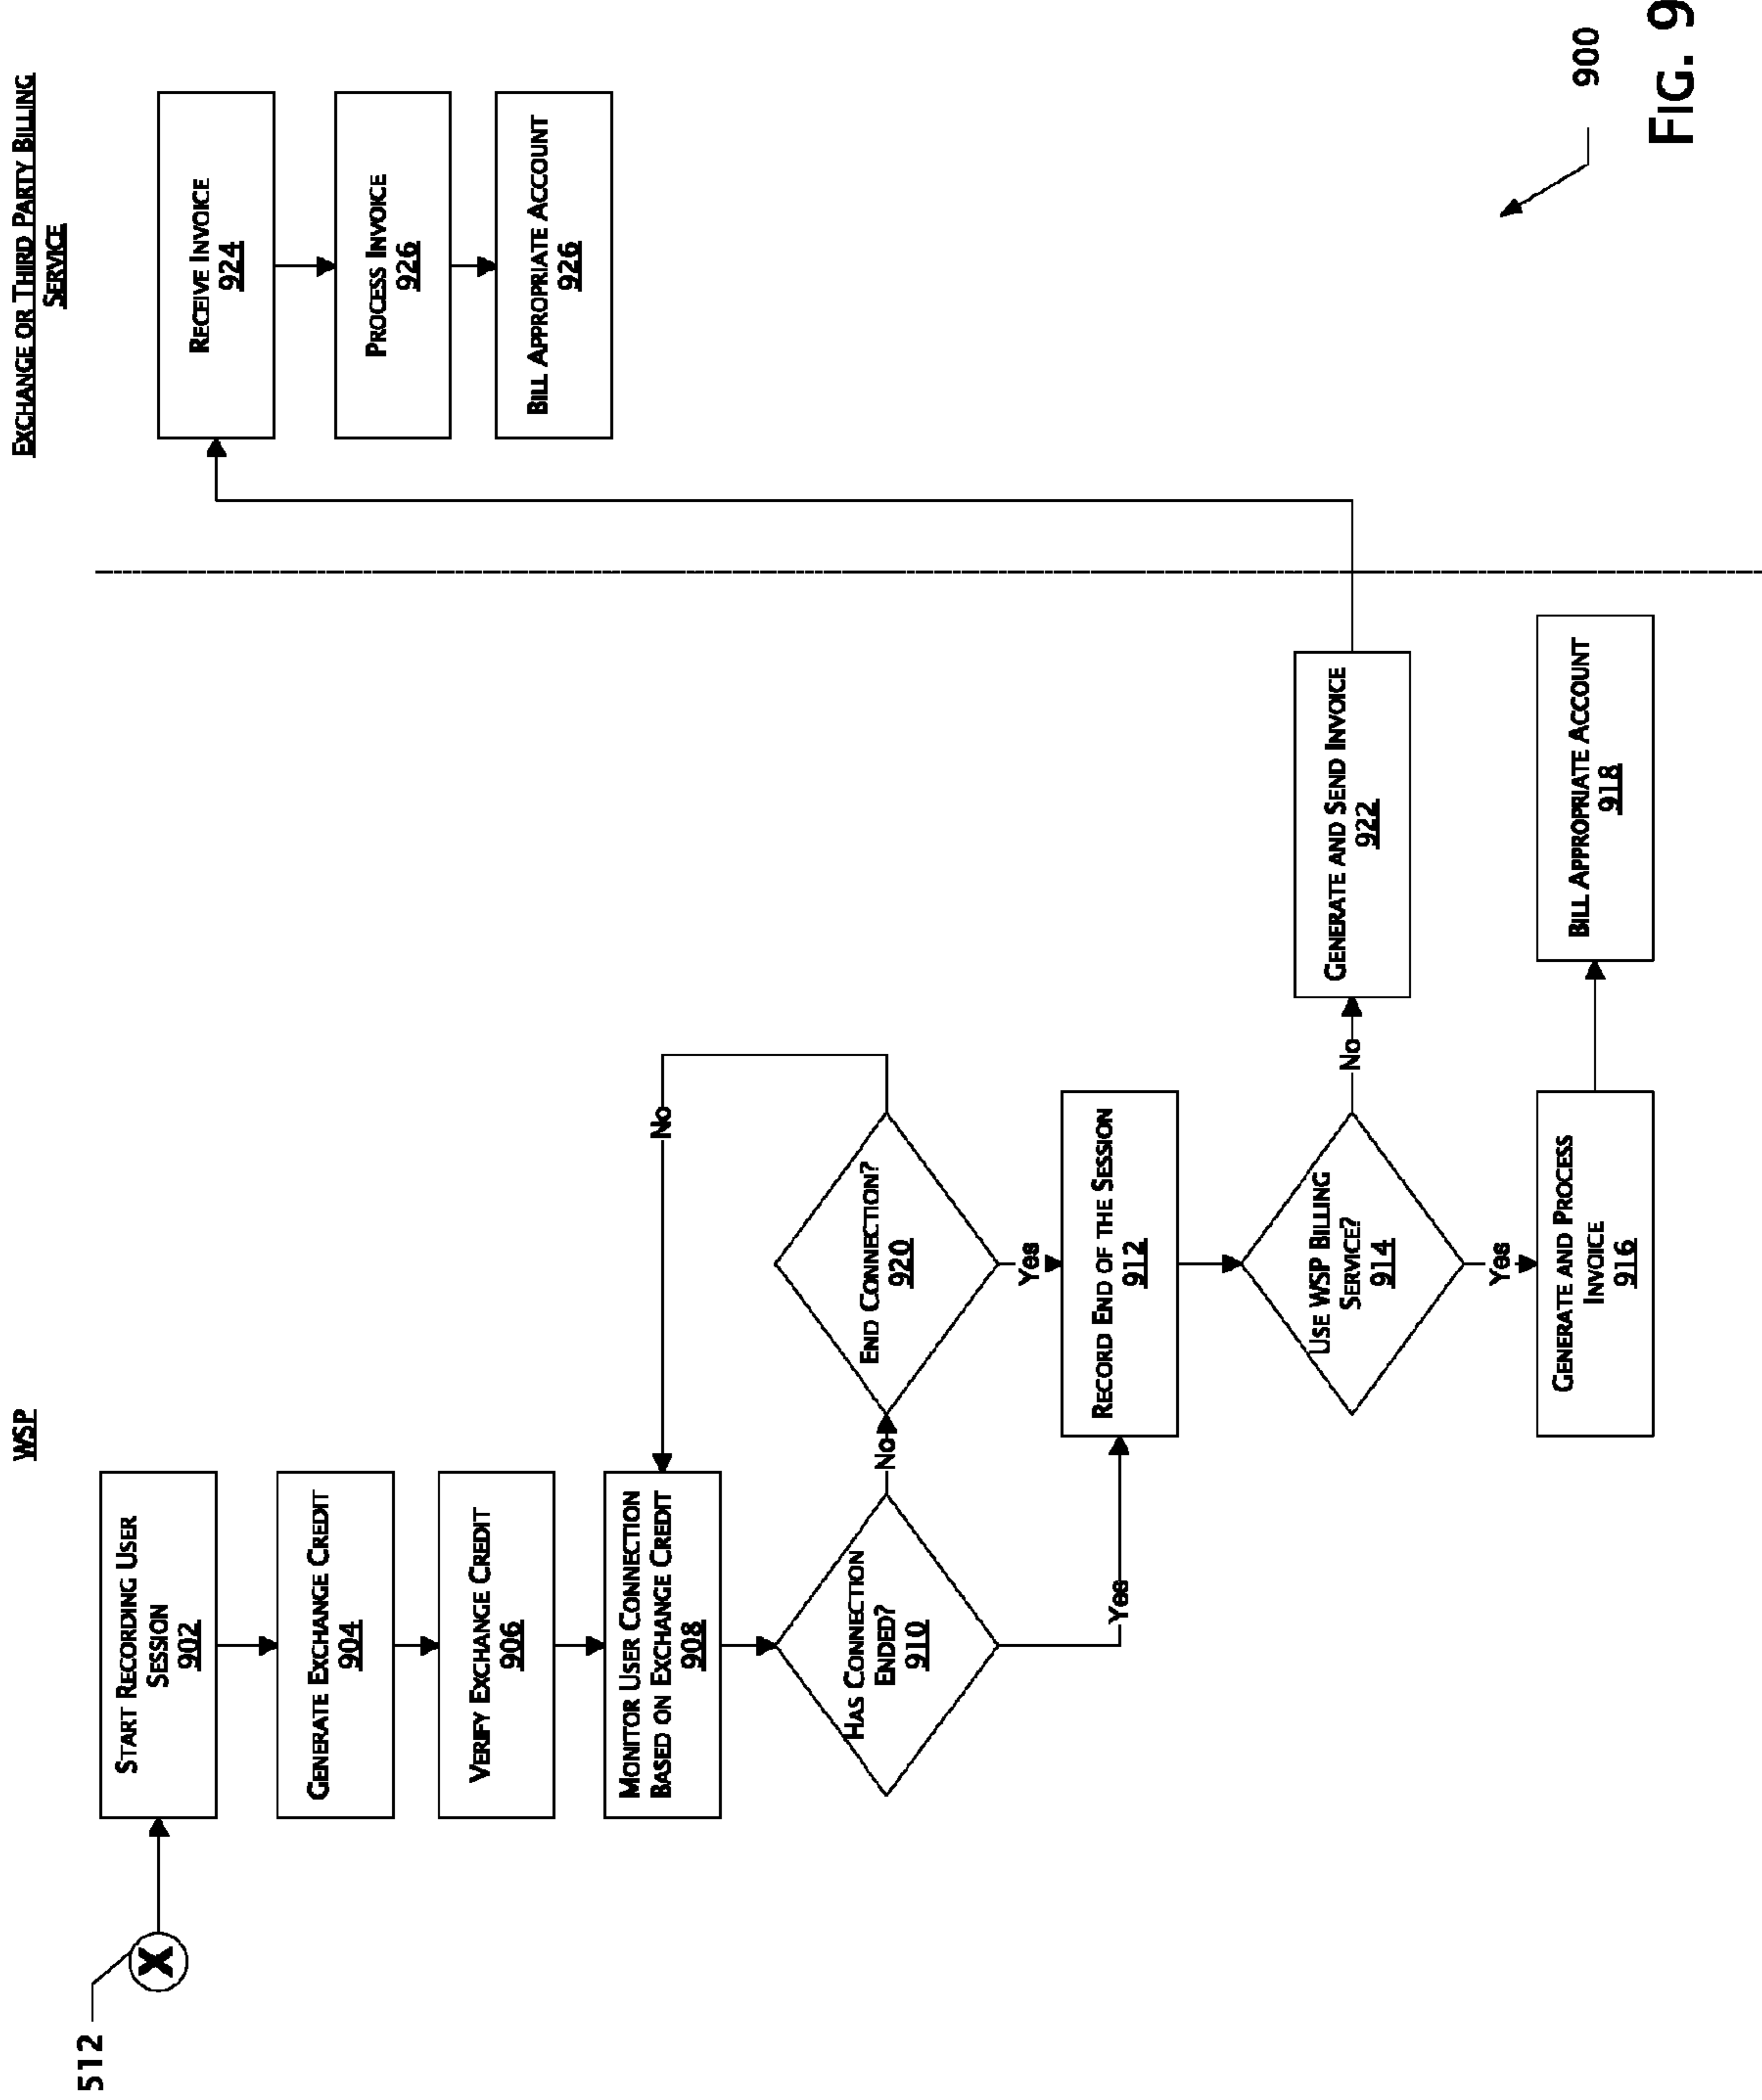 WSP
EXCHANGE OR THIRD PARTY BILLING
SERVICE
512
X
START RECORDING USER
SESSION
902
GENERATE EXCHANGE CREDIT
904
VERIFY EXCHANGE CREDIT
906
MONITOR USER CONNECTION
BASED ON EXCHANGE CREDIT
908
No
HAS CONNECTION
ENDED?
910
No
END CONNECTION?
920
Yes
Yes
RECORD END OF THE SESSION
912
USE WSP BILLING
SERVICE?
914
No
GENERATE AND SEND INVOICE
922
Yes
GENERATE AND PROCESS
INVOICE
916
BILL APPROPRIATE ACCOUNT
918
RECEIVE INVOICE
924
PROCESS INVOICE
926
BILL APPROPRIATE ACCOUNT
926
900
FIG. 9